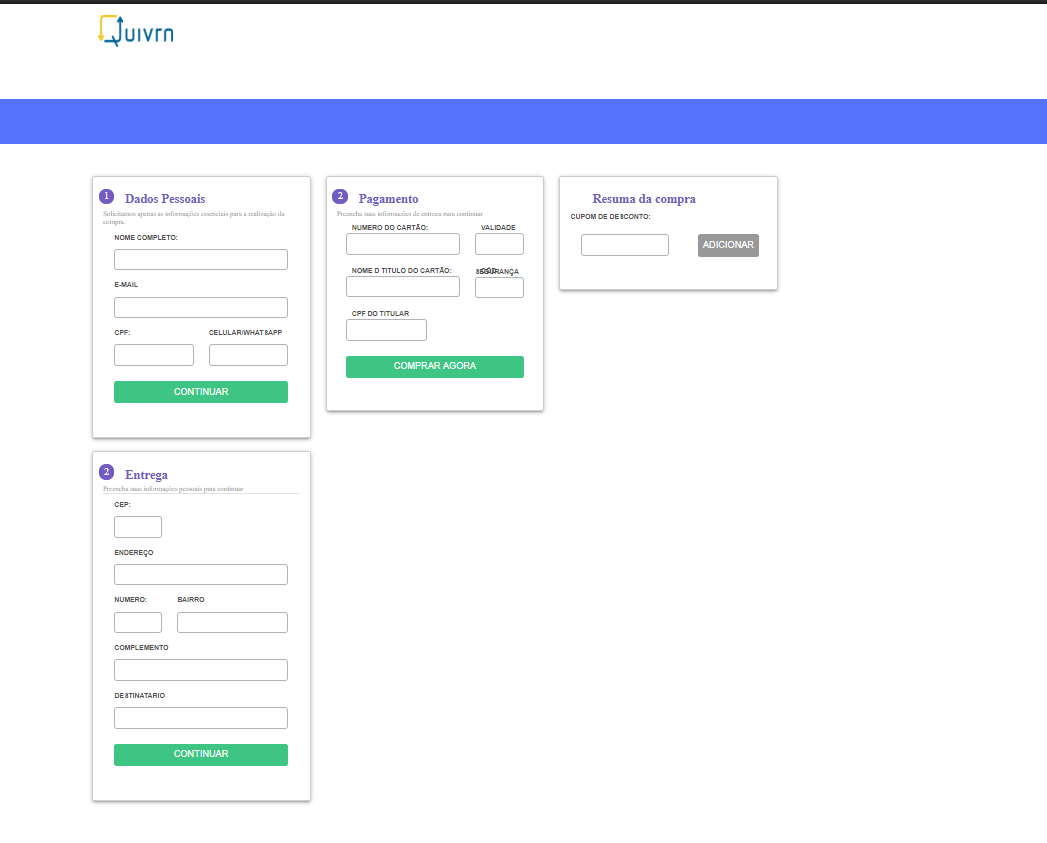 Quivrn
1 Dados Pessoais
Solicitamos apenas as informações essenciais para a realização da
compra.
NOME COMPLETO:
E-MAIL
CPF: CELULAR/WHATSAPP
CONTINUAR
2 Entrega
Preencha suas informações pessoais para continuar
CEP:
ENDEREÇO
NUMERO: BAIRRO
COMPLEMENTO
DESTINATARIO
CONTINUAR
2 Pagamento
Preencha suas informações de entrega para continuar
NUMERO DO CARTÃO: VALIDADE
NOME D TITULO DO CARTÃO: CÓD
SEGURANÇA
CPF DO TITULAR
COMPRAR AGORA
Resuma da compra
CUPOM DE DESCONTO:
ADICIONAR